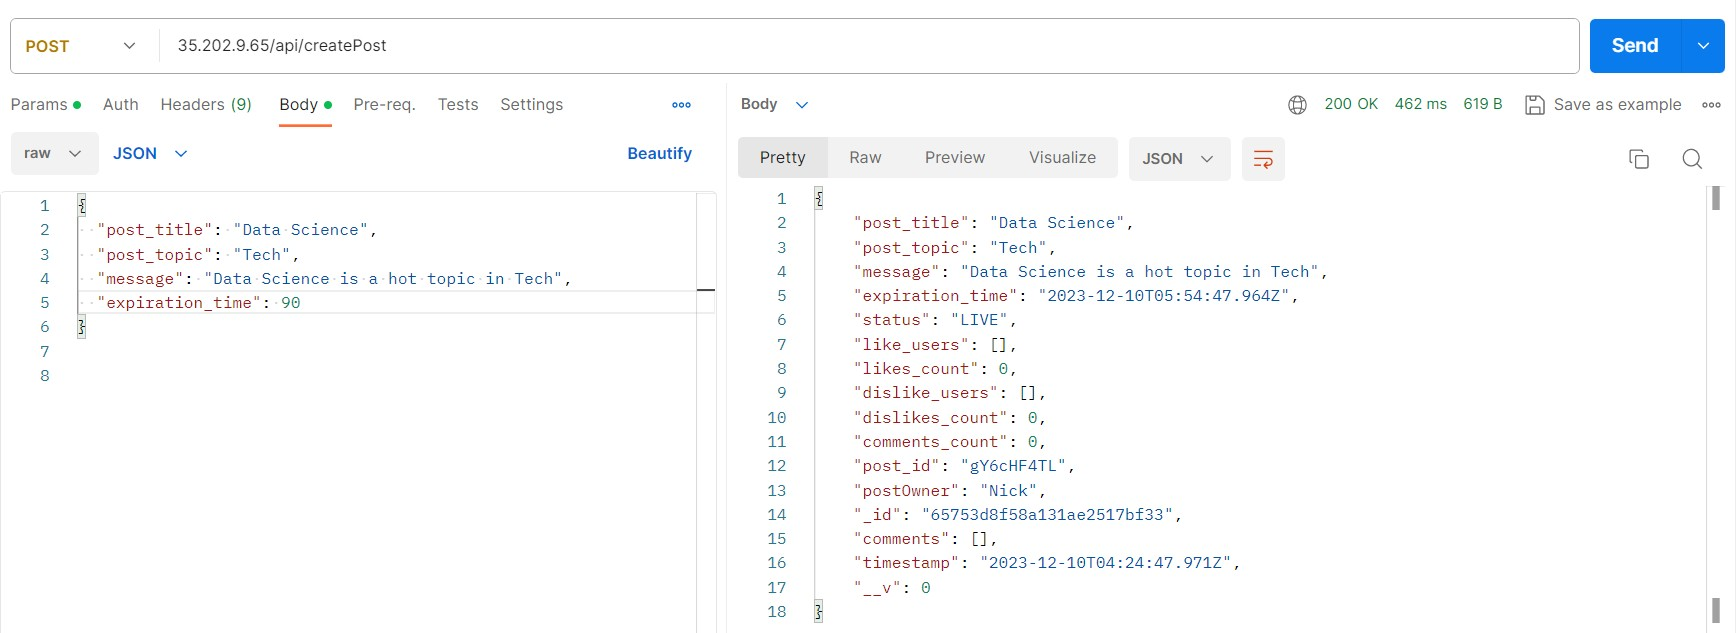 POST 35.202.9.65/api/createPost Send
Params Auth Headers (9) Body Pre-req. Tests Settings
raw JSON Beautify
1 {
2 "post_title": "Data Science",
3 "post_topic": "Tech",
4 "message": "Data Science is a hot topic in Tech",
5 "expiration_time": 90
6 }
7
8
Body 200 OK 462 ms 619 B Save as example
Pretty Raw Preview Visualize JSON
1 {
2 "post_title": "Data Science",
3 "post_topic": "Tech",
4 "message": "Data Science is a hot topic in Tech",
5 "expiration_time": "2023-12-10T05:54:47.964Z",
6 "status": "LIVE",
7 "like_users": [],
8 "likes_count": 0,
9 "dislike_users": [],
10 "dislikes_count": 0,
11 "comments_count": 0,
12 "post_id": "gY6cHF4TL",
13 "postOwner": "Nick",
14 "_id": "65753d8f58a131ae2517bf33",
15 "comments": [],
16 "timestamp": "2023-12-10T04:24:47.971Z",
17 "__v": 0
18 }